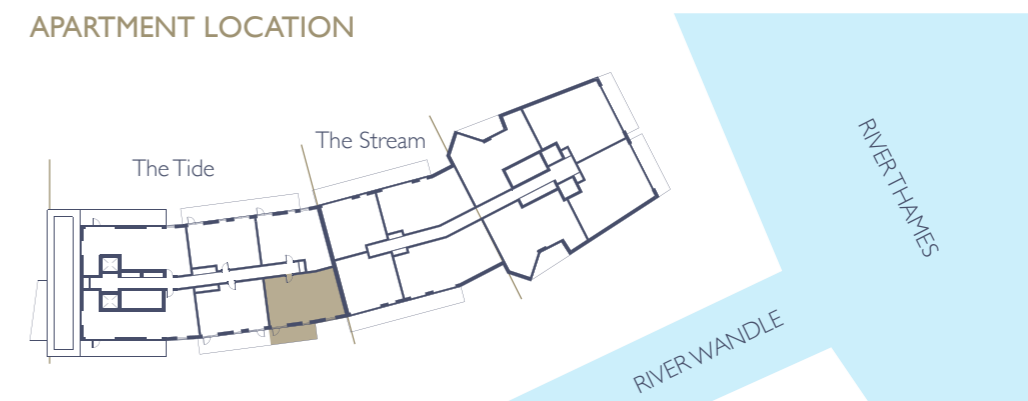 APARTMENT LOCATION
The Stream
The Tide
RIVER THAMES
RIVER WANDLE